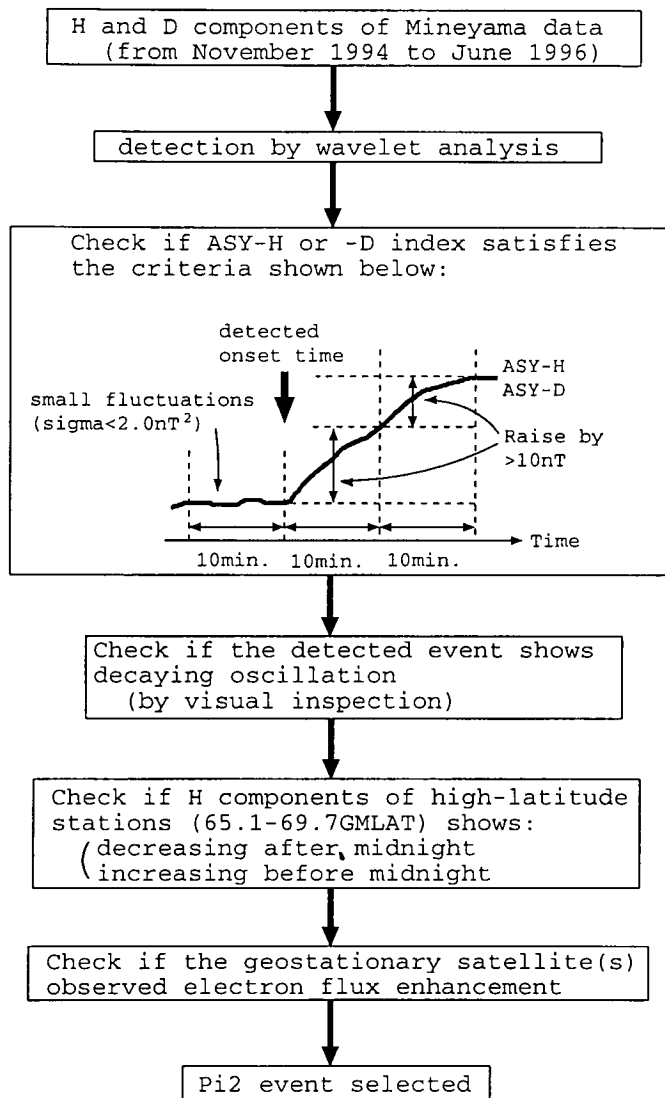 H and D components of Mineyama data
(from November 1994 to June 1996)
detection by wavelet analysis
Check if ASY-H or -D index satisfies
the criteria shown below:
detected
onset time
small fluctuations
(sigma<2.0nT²)
ASY-H
ASY-D
Raise by
>10nT
Time
10min. 10min. 10min.
Check if the detected event shows
decaying oscillation
(by visual inspection)
Check if H components of high-latitude
stations (65.1-69.7GMLAT) shows:
(decreasing after midnight
increasing before midnight
Check if the geostationary satellite(s)
observed electron flux enhancement
Pi2 event selected